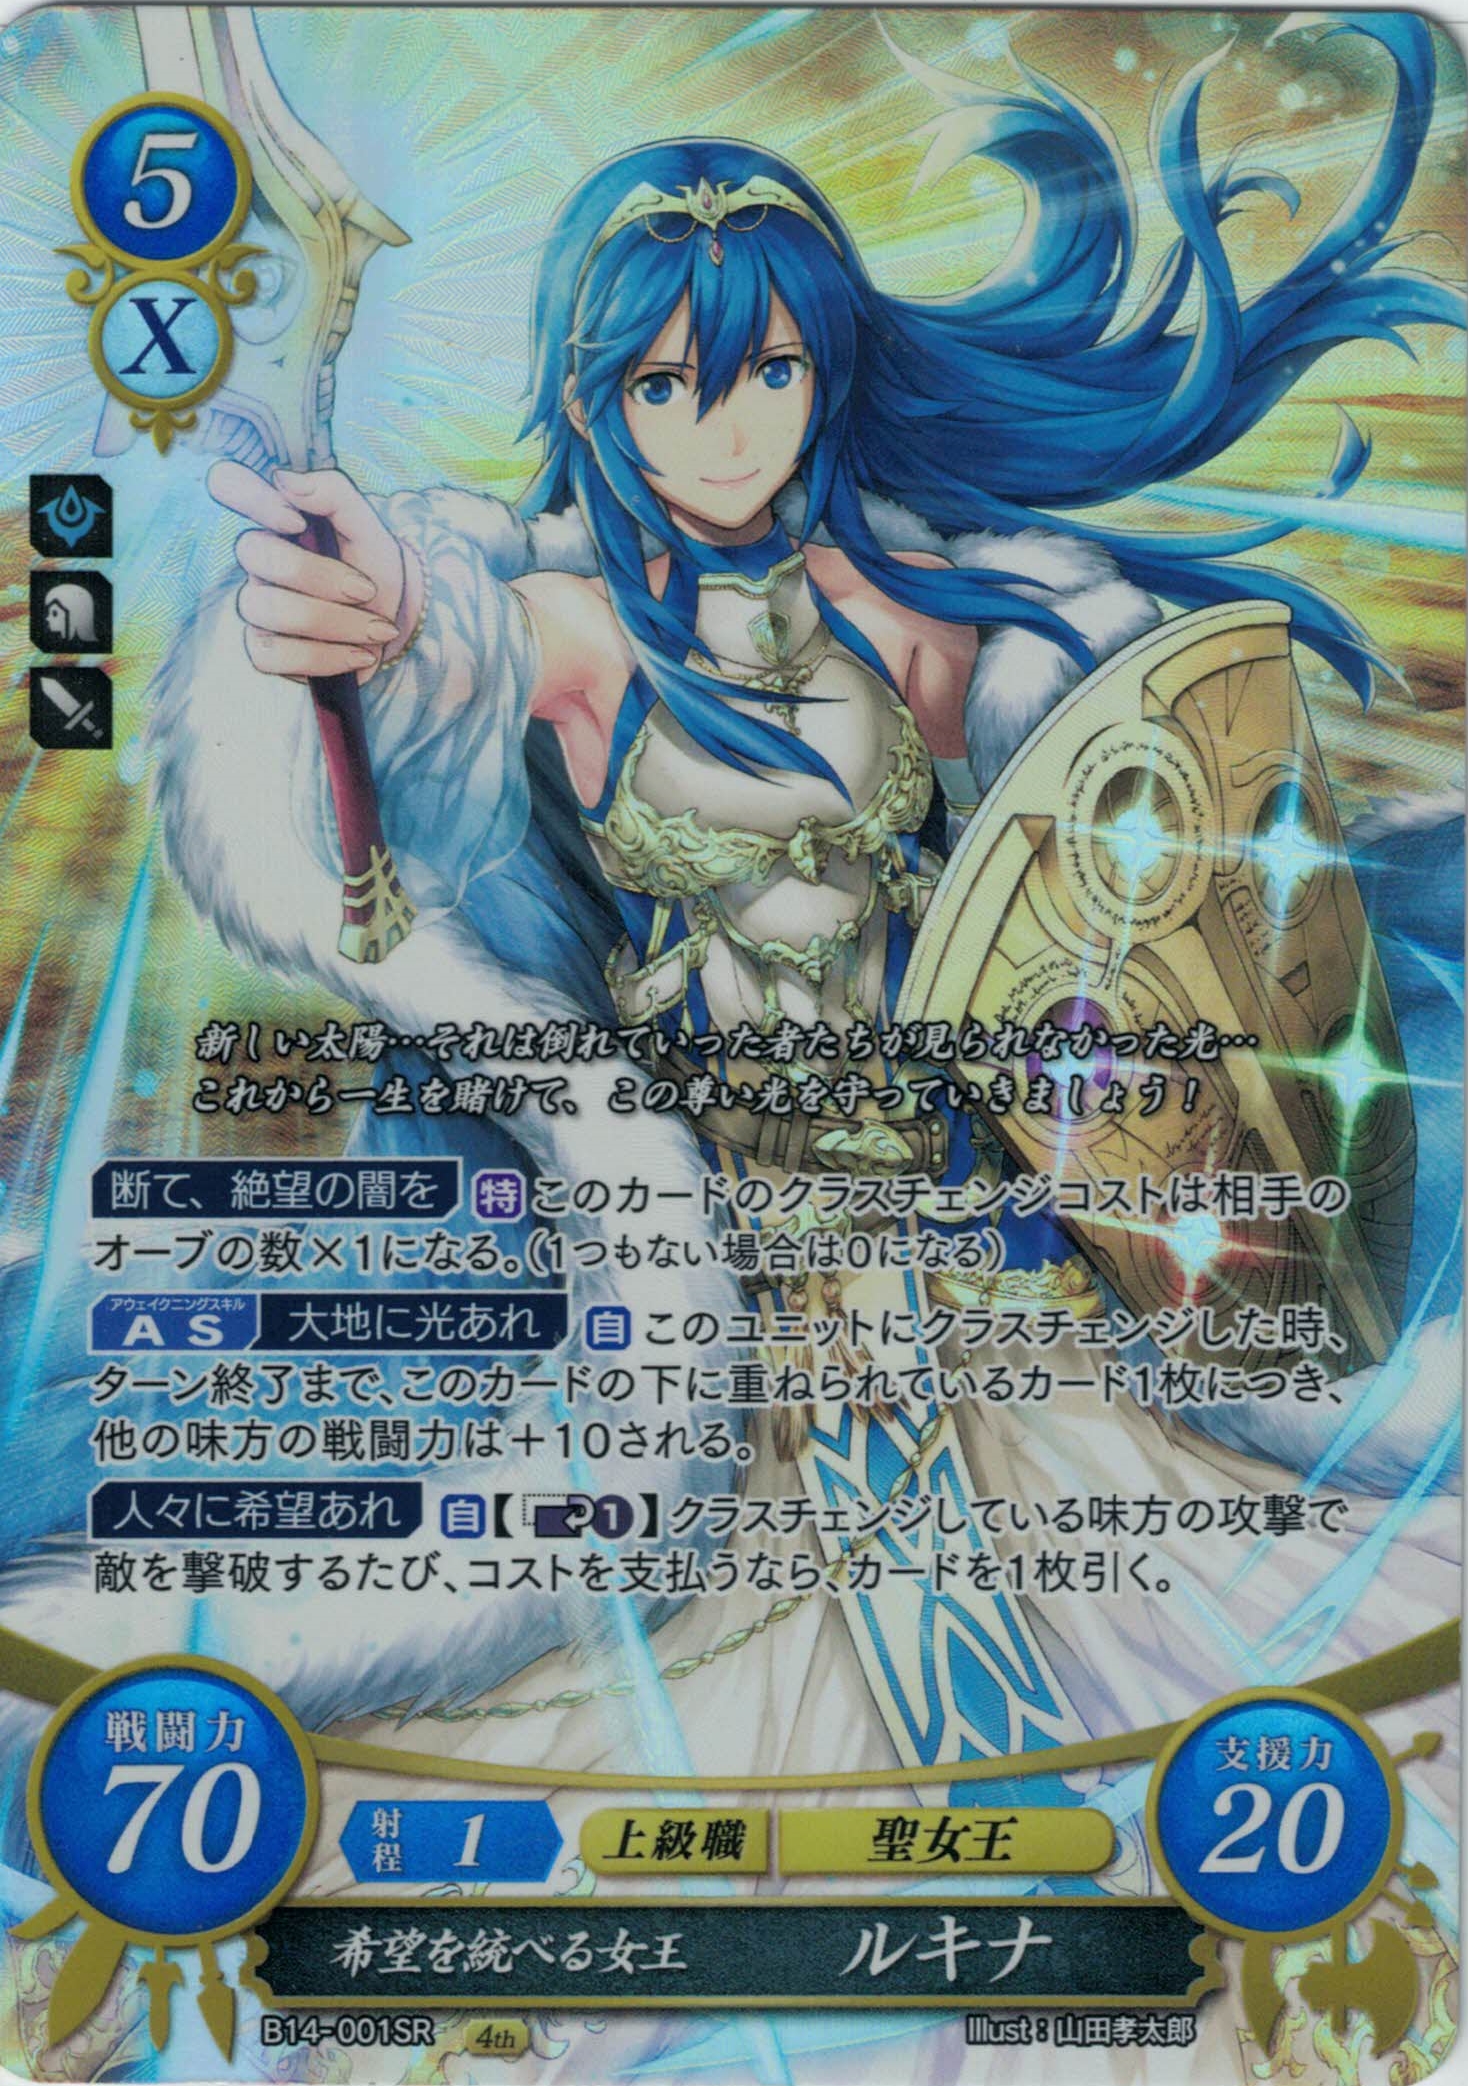 5
X
新しい太陽…それは倒れていった者たちが見られなかった光…
これから一生を賭けて、この尊い光を守っていきましょう！
断て、絶望の闇を 特 このカードのクラスチェンジコストは相手の
オーブの数×1になる。（1つもない場合は0になる）
アウェイクニングスキル
AS 大地に光あれ 自 このユニットにクラスチェンジした時、
ターン終了まで、このカードの下に重ねられているカード1枚につき、
他の味方の戦闘力は＋10される。
人々に希望あれ 自【1】クラスチェンジしている味方の攻撃で
敵を撃破するたび、コストを支払うなら、カードを1枚引く。
戦闘力
70
射程 1
上級職 聖女王
支援力
20
希望を統べる女王 ルキナ
B14-001SR 4th Illust：山田孝太郎